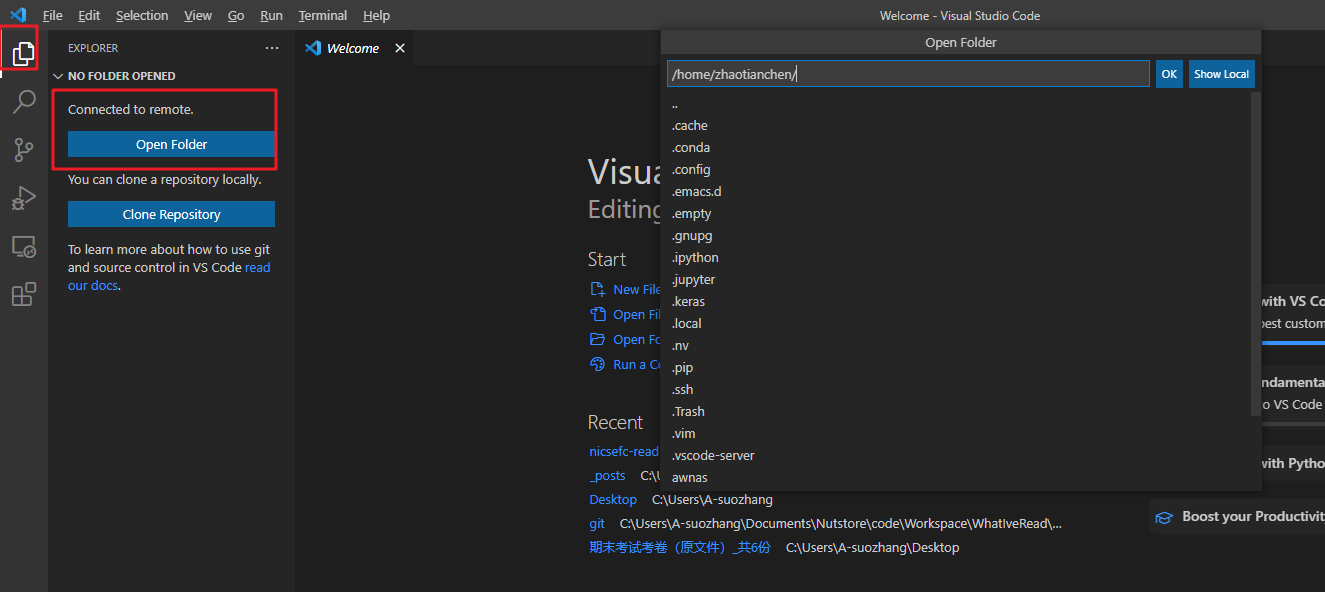 File Edit Selection View Go Run Terminal Help
Welcome - Visual Studio Code
EXPLORER
NO FOLDER OPENED
Connected to remote.
Open Folder
You can clone a repository locally.
Clone Repository
To learn more about how to use git
and source control in VS Code read
our docs.
Welcome
Open Folder
/home/zhaotianchen/
OK
Show Local
..
.cache
.conda
.config
.emacs.d
.empty
.gnupg
.ipython
.jupyter
.keras
.local
.nv
.pip
.ssh
.Trash
.vim
.vscode-server
awnas
Visua
Editing
Start
New File
Open Fil
Open Fo
Run a Co
Recent
nicsefc-read
_posts C:\U
Desktop C:\Users\A-suozhang
git C:\Users\A-suozhang\Documents\Nutstore\code\Workspace\WhatIveRead\...
期末考试考卷（原文件）_共6份 C:\Users\A-suozhang\Desktop
with VS Co
best custom
ndamenta
o VS Code
with Pytho
Boost your Productivit